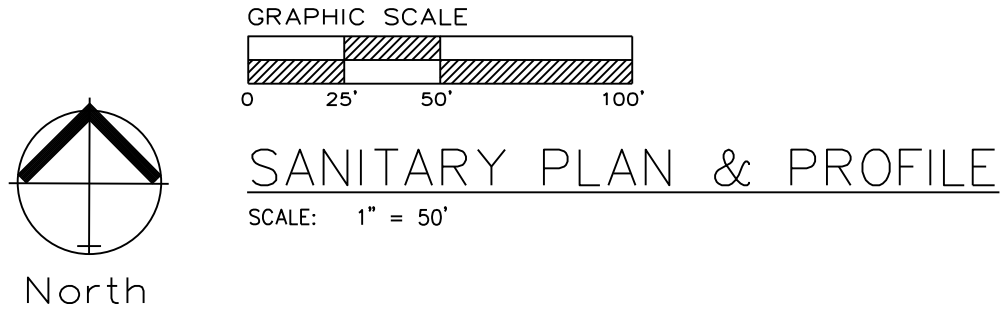 GRAPHIC SCALE
0 25' 50' 100'
SANITARY PLAN & PROFILE
SCALE: 1" = 50'
North